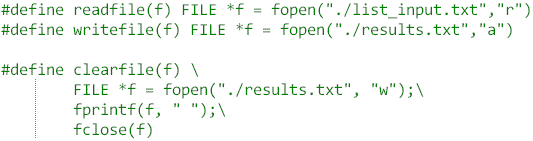 #define readfile(f) FILE *f = fopen("./list_input.txt","r")
#define writefile(f) FILE *f = fopen("./results.txt","a")
#define clearfile(f) \
FILE *f = fopen("./results.txt", "w");\
fprintf(f, " ");\
fclose(f)